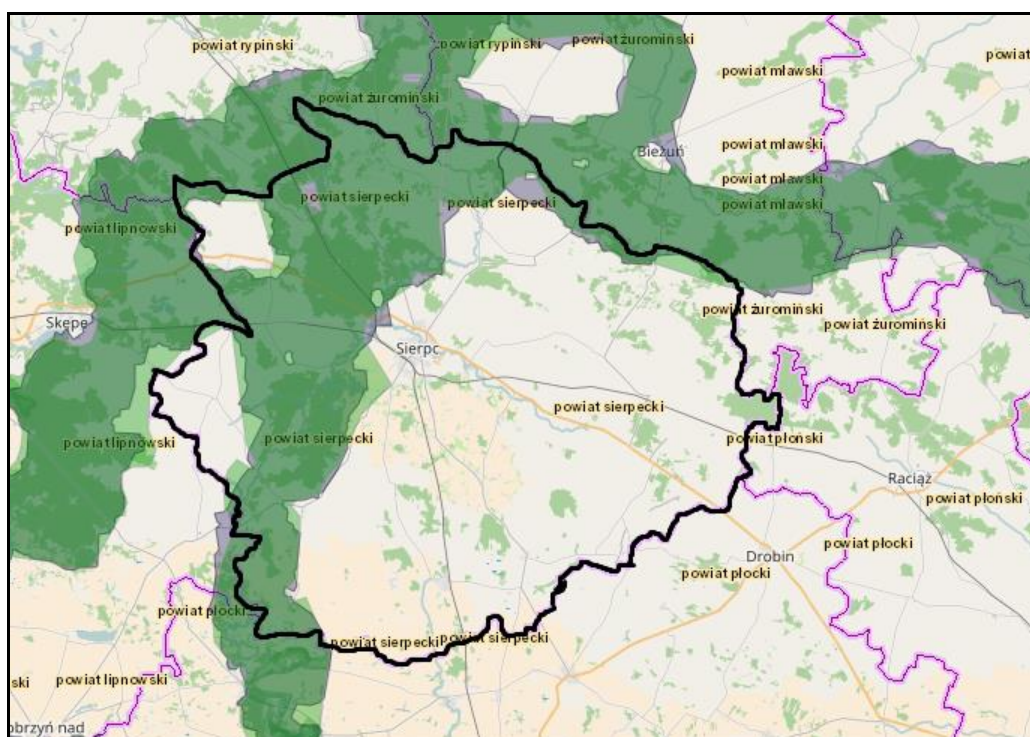 powiat rypiński
powiat rypiński
powiat żuromiński
powiat
powiat mławski
powiat żuromiński
powiat mławski
Bieżuń
powiat mławski
powiat sierpecki
powiat sierpecki
powiat mławski
powiat lipnowski
powiat żuromiński
powiat żuromiński
Skępe
Sierpc
powiat sierpecki
powiat lipnowski
powiat sierpecki
powiat płoński
Raciąż
powiat płoński
powiat płocki
Drobin
powiat płocki
powiat płocki
powiat sierpecki
powiat sierpecki
ski
powiat lipnowski
obrzyń nad